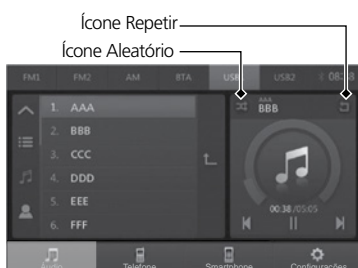 Ícone Repetir
Ícone Aleatório
FM1 FM2 AM BTA USB USB2
1. AAA
2. BBB
3. CCC
4. DDD
5. EEE
6. FFF
AAA
BBB
00:38/05:05
Áudio Telefone Smartphone Configurações